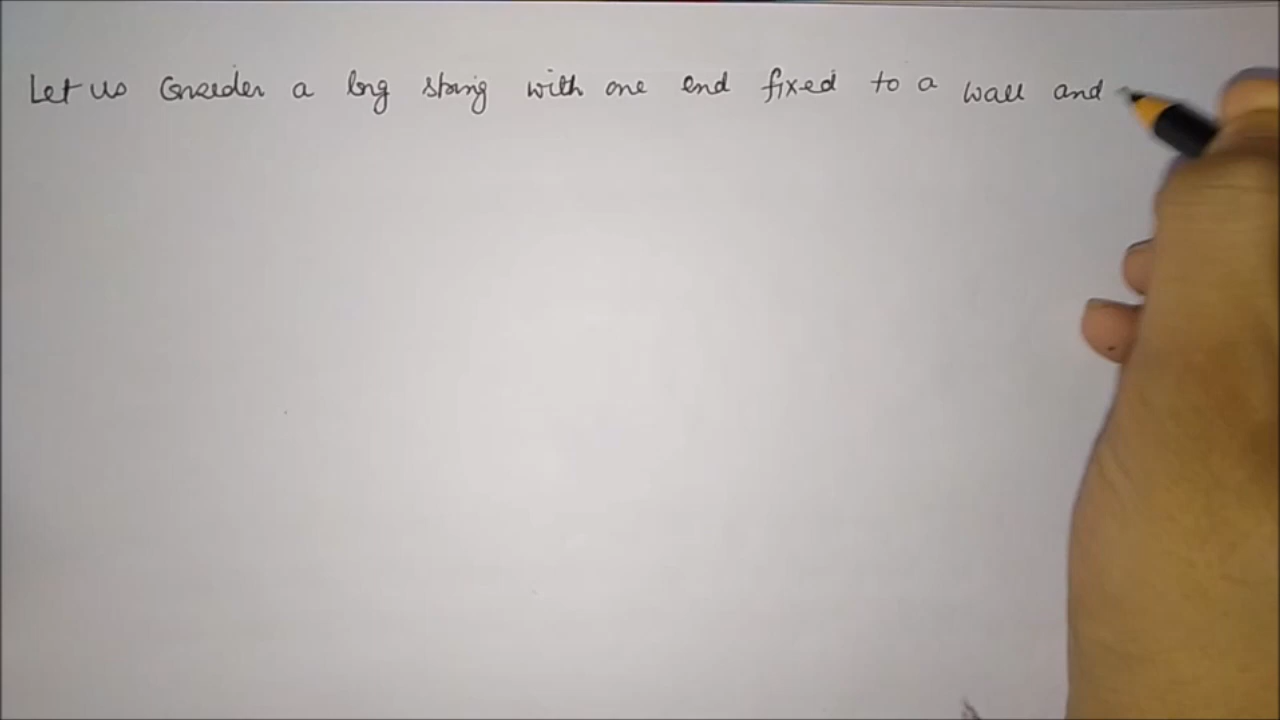 Let us Consider a long string with one end fixed to a wall and